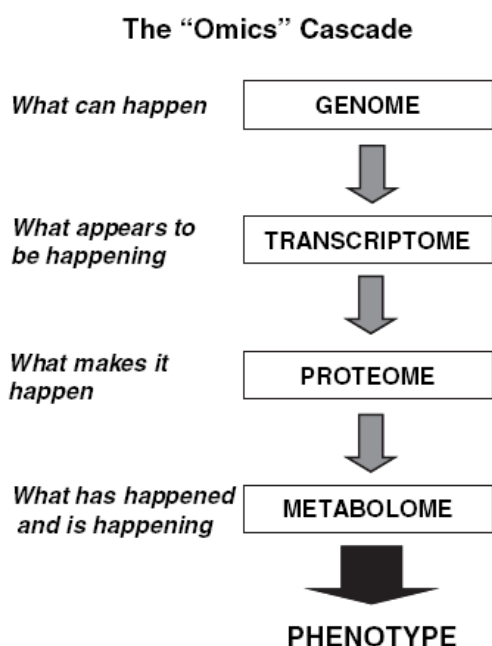 The “Omics” Cascade
What can happen
GENOME
What appears to
be happening
TRANSCRIPTOME
What makes it
happen
PROTEOME
What has happened
and is happening
METABOLOME
PHENOTYPE